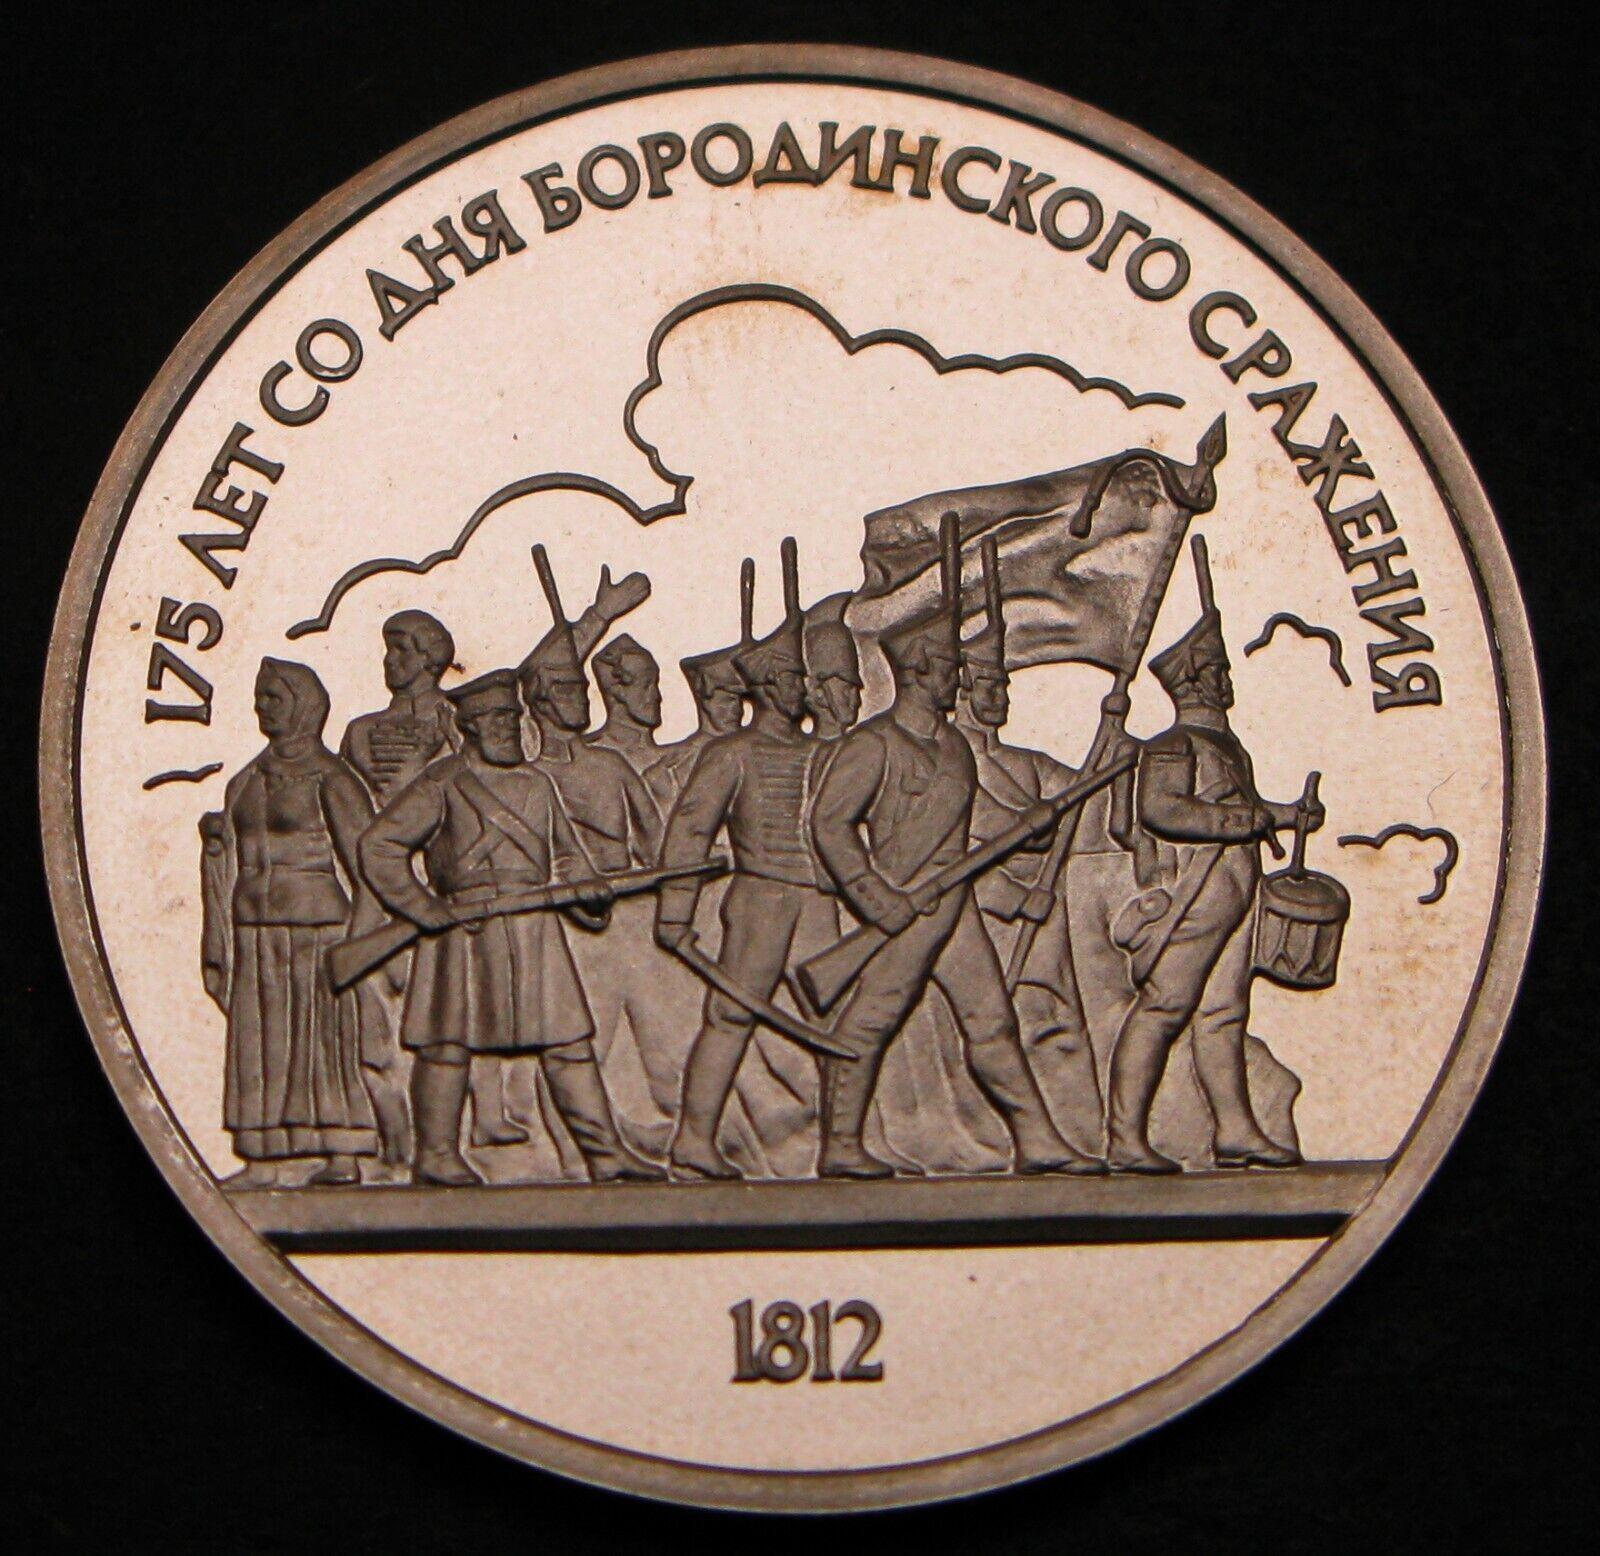 175 ЛЕТ СО ДНЯ БОРОДИНСКОГО СРАЖЕНИЯ
1812